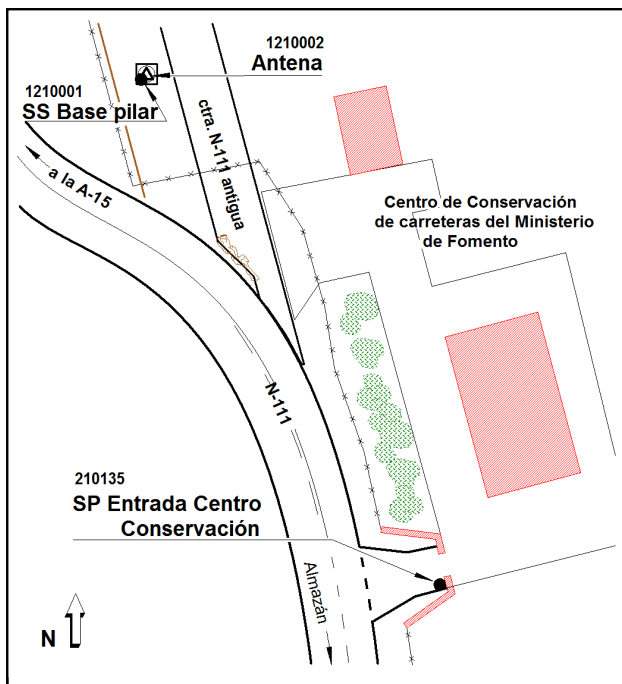 1210002
Antena
1210001
SS Base pilar
ctra. N-111 antigua
a la A-15
Centro de Conservación
de carreteras del Ministerio
de Fomento
N-111
210135
SP Entrada Centro
Conservación
Almazán
N